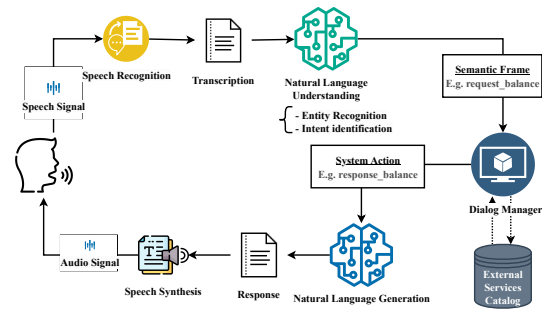 Speech Recognition
Transcription
Natural Language
Understanding
- Entity Recognition
- Intent identification
Semantic Frame
E.g. request_balance
Speech Signal
System Action
E.g. response_balance
Dialog Manager
External
Services
Catalog
Audio Signal
Speech Synthesis
Response
Natural Language Generation
T